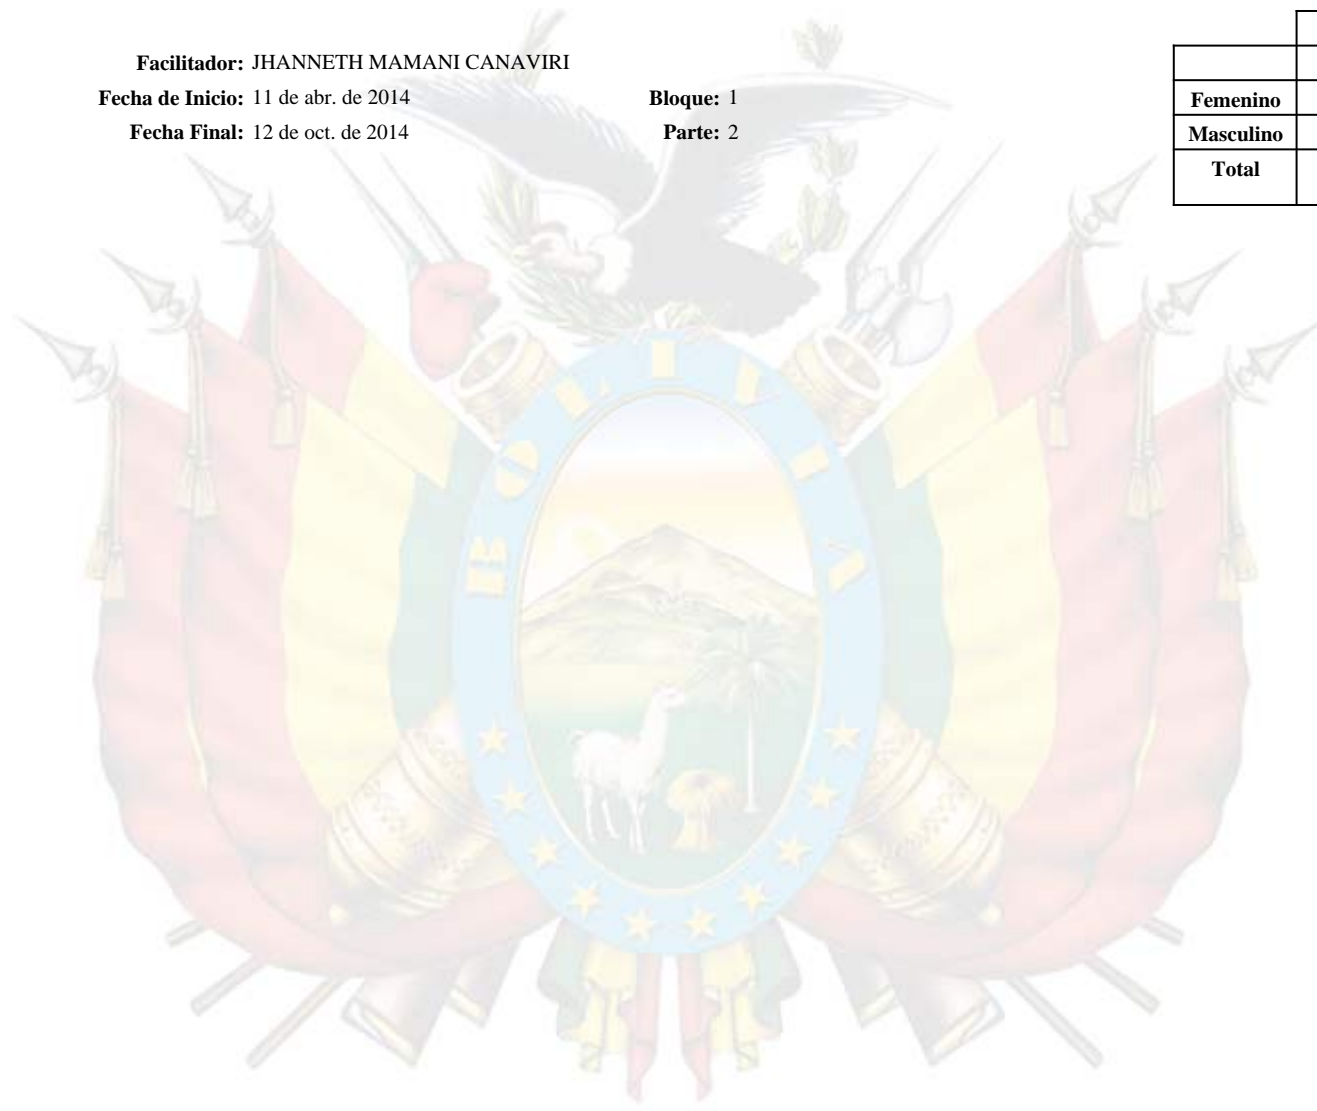 Facilitador: JHANNETH MAMANI CANAVIRI
Fecha de Inicio: 11 de abr. de 2014 Bloque: 1
Fecha Final: 12 de oct. de 2014 Parte: 2
Femenino
Masculino
Total
BOLIVIA